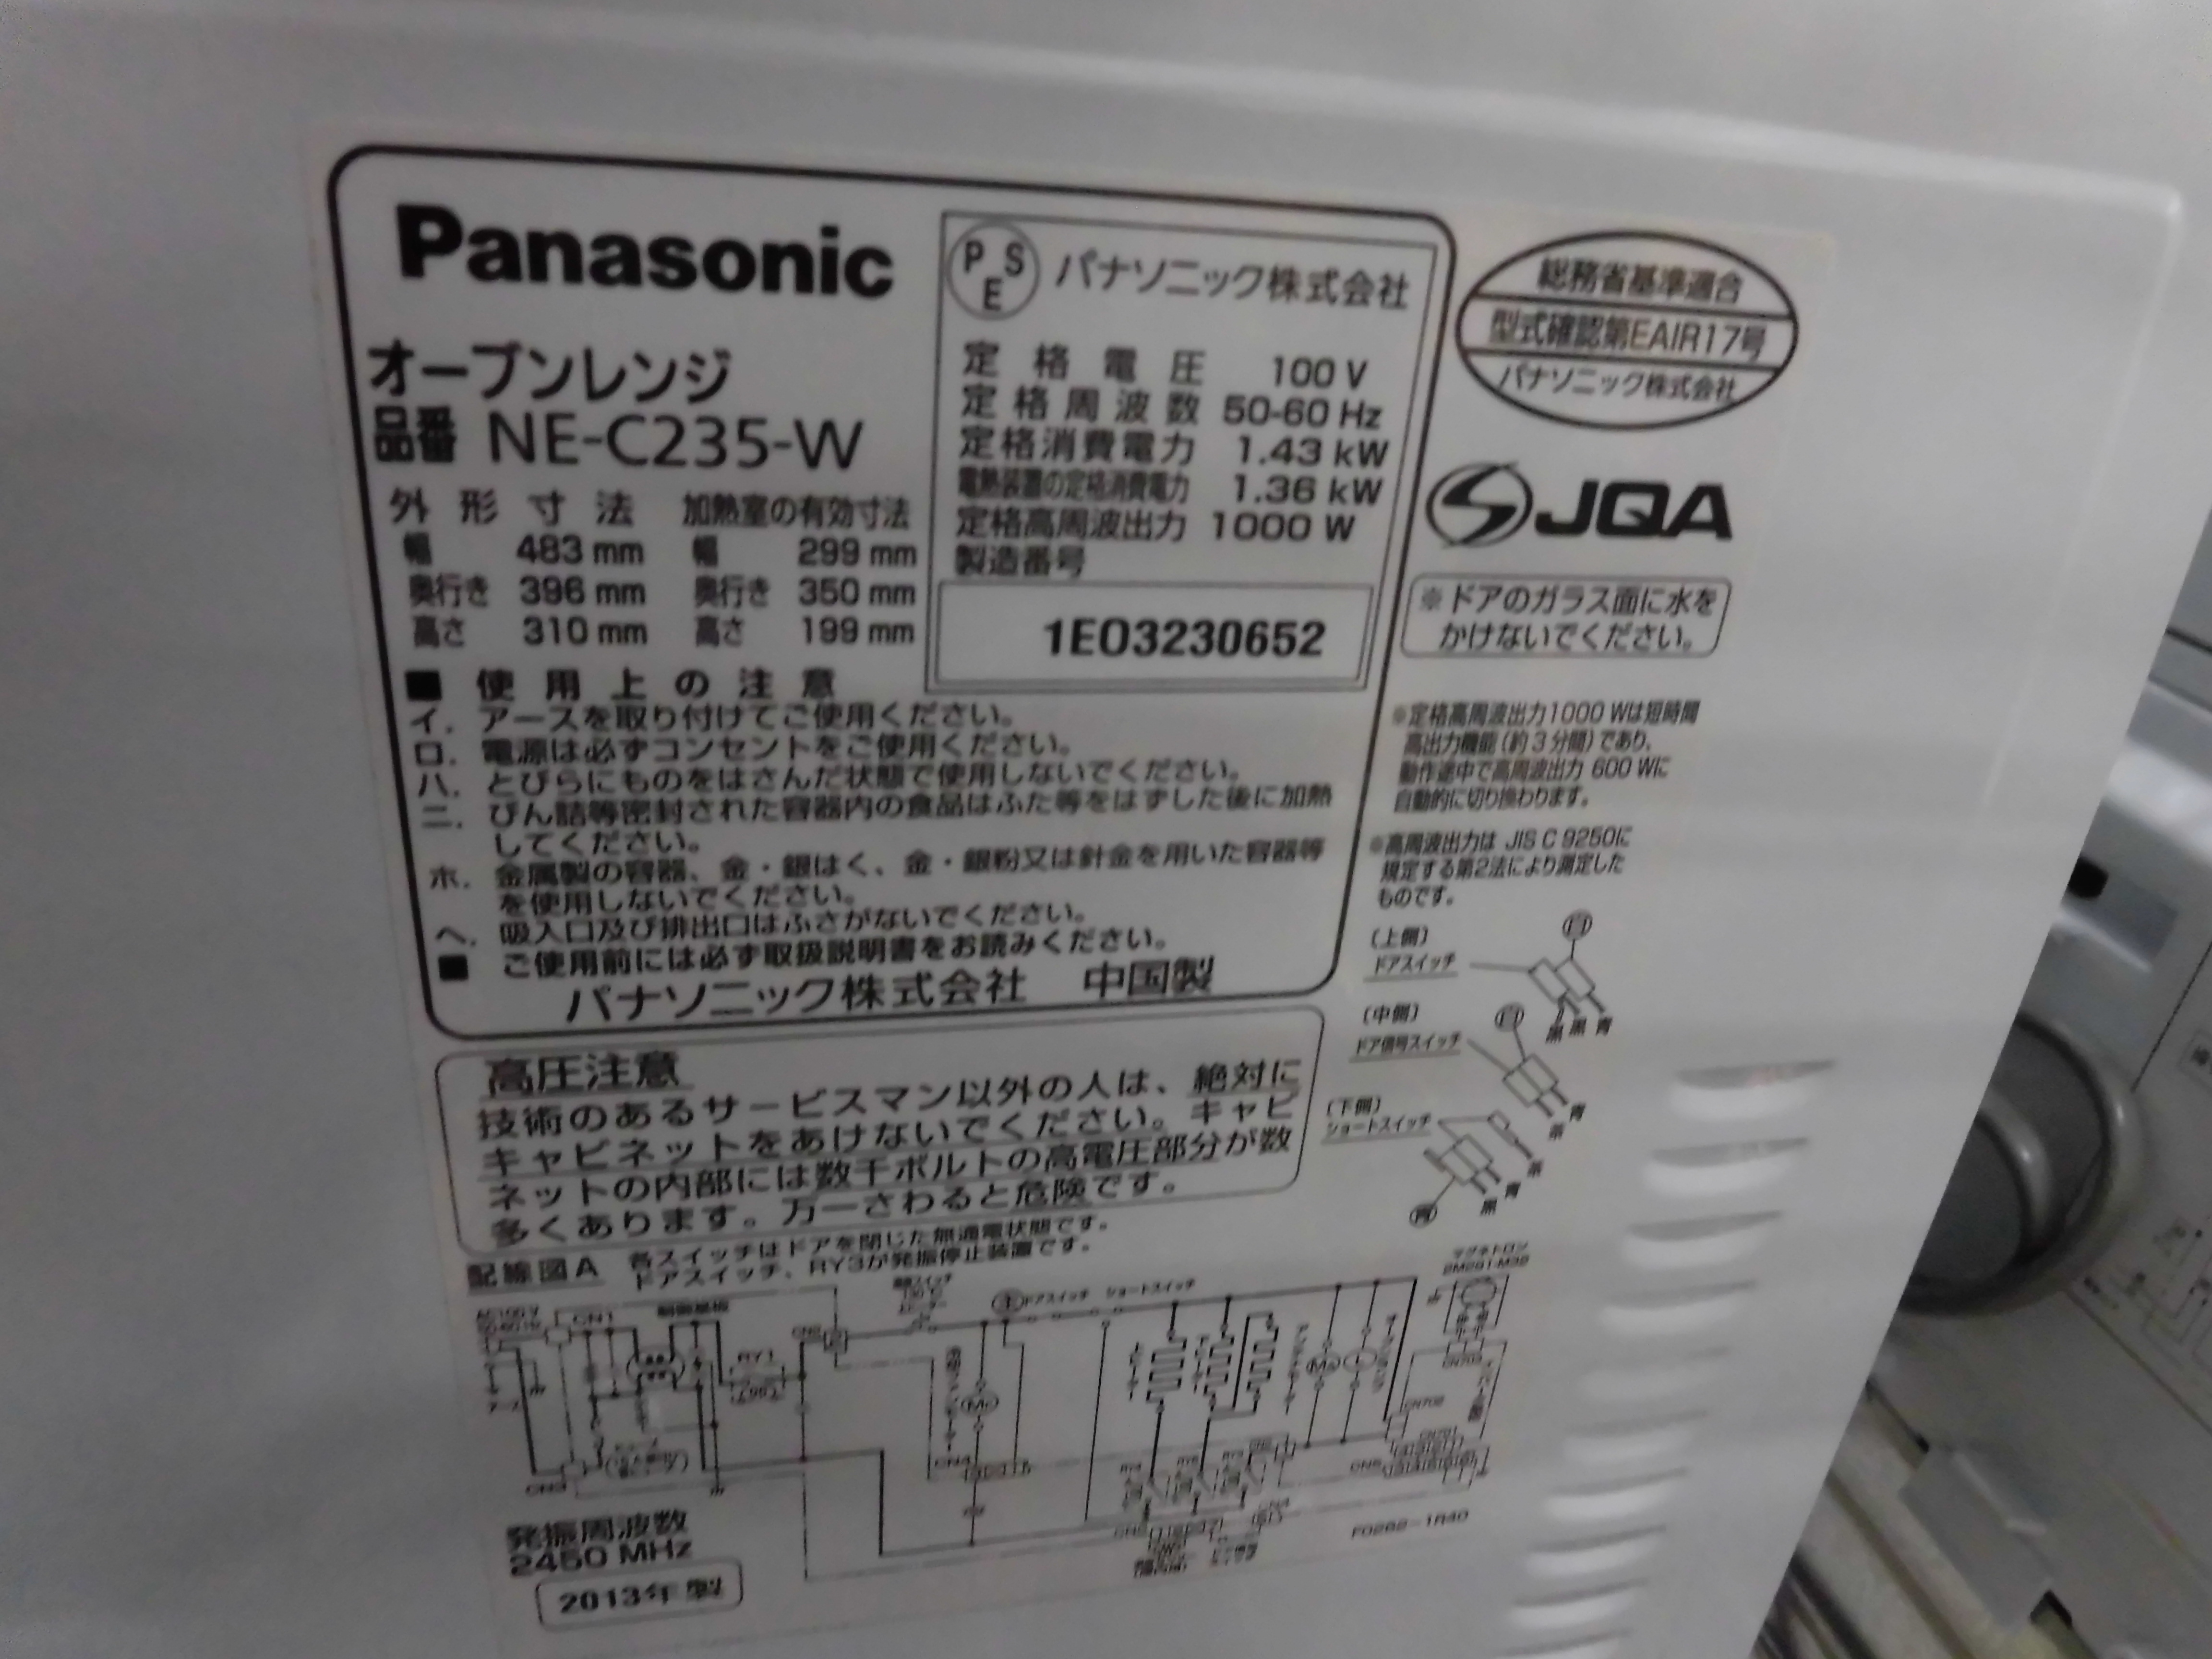 Panasonic
オーブンレンジ
品番 NE-C235-W
外形寸法 加熱室の有効寸法
幅 483 mm 幅 299 mm
奥行き 396 mm 奥行き 350 mm
高さ 310 mm 高さ 199 mm
PSE パナソニック株式会社
定格電圧 100 V
定格周波数 50-60 Hz
定格消費電力 1.43 kW
電熱装置の定格消費電力 1.36 kW
定格高周波出力 1000 W
製造番号
1E03230652
■ 使用上の注意
イ. アースを取り付けてご使用ください。
ロ. 電源は必ずコンセントをご使用ください。
ハ. とびらにものをはさんだ状態で使用しないでください。
ニ. びん詰等密封された容器内の食品はふた等をはずした後に加熱
してください。
ホ. 金属製の容器、金・銀はく、金・銀粉又は針金を用いた容器等
を使用しないでください。
ヘ. 吸入口及び排出口はふさがないでください。
■ ご使用前には必ず取扱説明書をお読みください。
パナソニック株式会社 中国製
総務省基準適合
型式確認第EAIR17号
パナソニック株式会社
JQA
※ドアのガラス面に水を
かけないでください。
※定格高周波出力1000 Wは短時間
高出力機能(約3分間)であり、
動作途中で高周波出力 600 Wに
自動的に切り換わります。
※高周波出力は JIS C 9250に
規定する第2法により測定した
ものです。
(上側)
ドアスイッチ
白
黒 黒 青
(中側)
ドア信号スイッチ
白
茶 青
(下側)
ショートスイッチ
黒 青 茶
高圧注意
技術のあるサービスマン以外の人は、絶対に
キャビネットをあけないでください。キャビ
ネットの内部には数千ボルトの高電圧部分が数
多くあります。万一さわると危険です。
配線図A 各スイッチはドアを閉じた無通電状態です。
ドアスイッチ、RY3が発振停止装置です。
CN1 制御基板
RY1
ドアスイッチ ショートスイッチ
マグネトロン
CN702
CN3
CN4
F0262-1R40
発振周波数
2450 MHz
2013年製